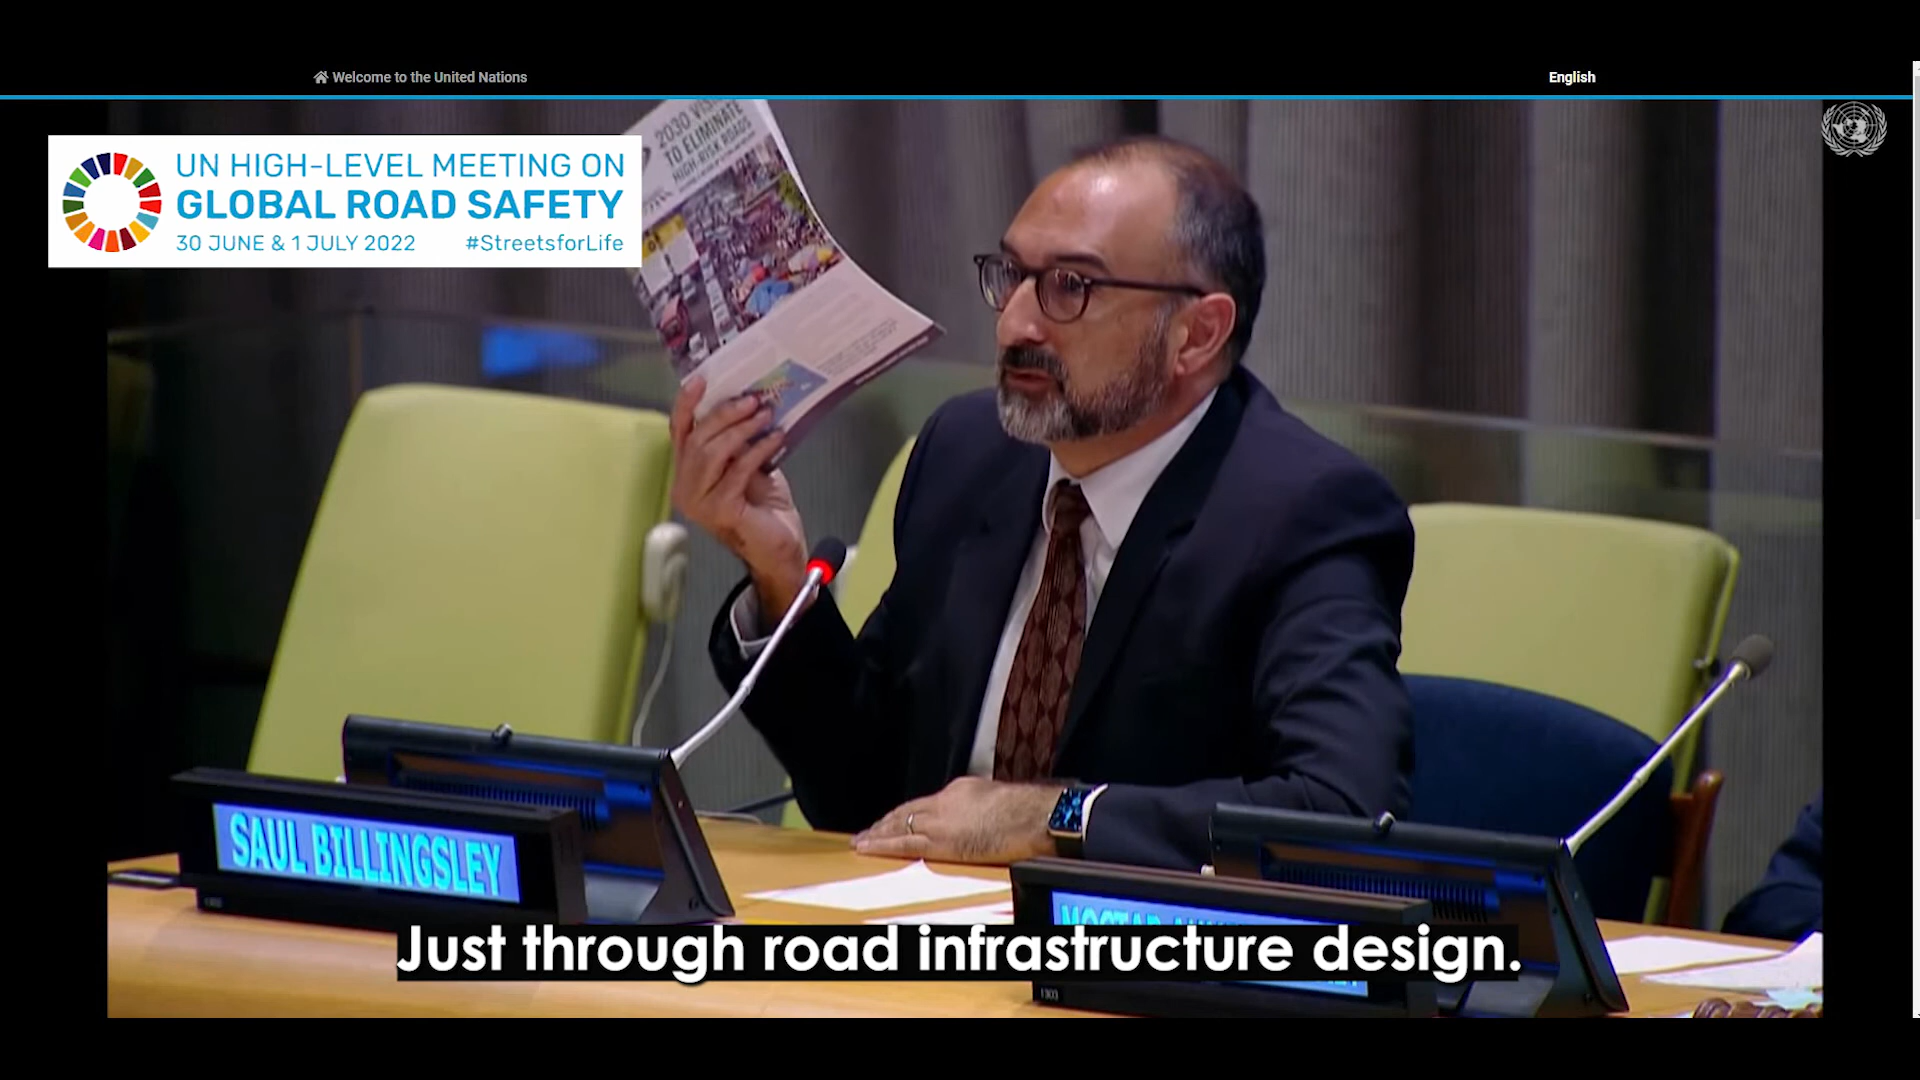 Welcome to the United Nations
English
UN HIGH-LEVEL MEETING ON
GLOBAL ROAD SAFETY
30 JUNE & 1 JULY 2022 #StreetsforLife
2030
TO ELIMINATE
HIGH-RISK ROADS
SAUL BILLINGSLEY
Just through road infrastructure design.
1303